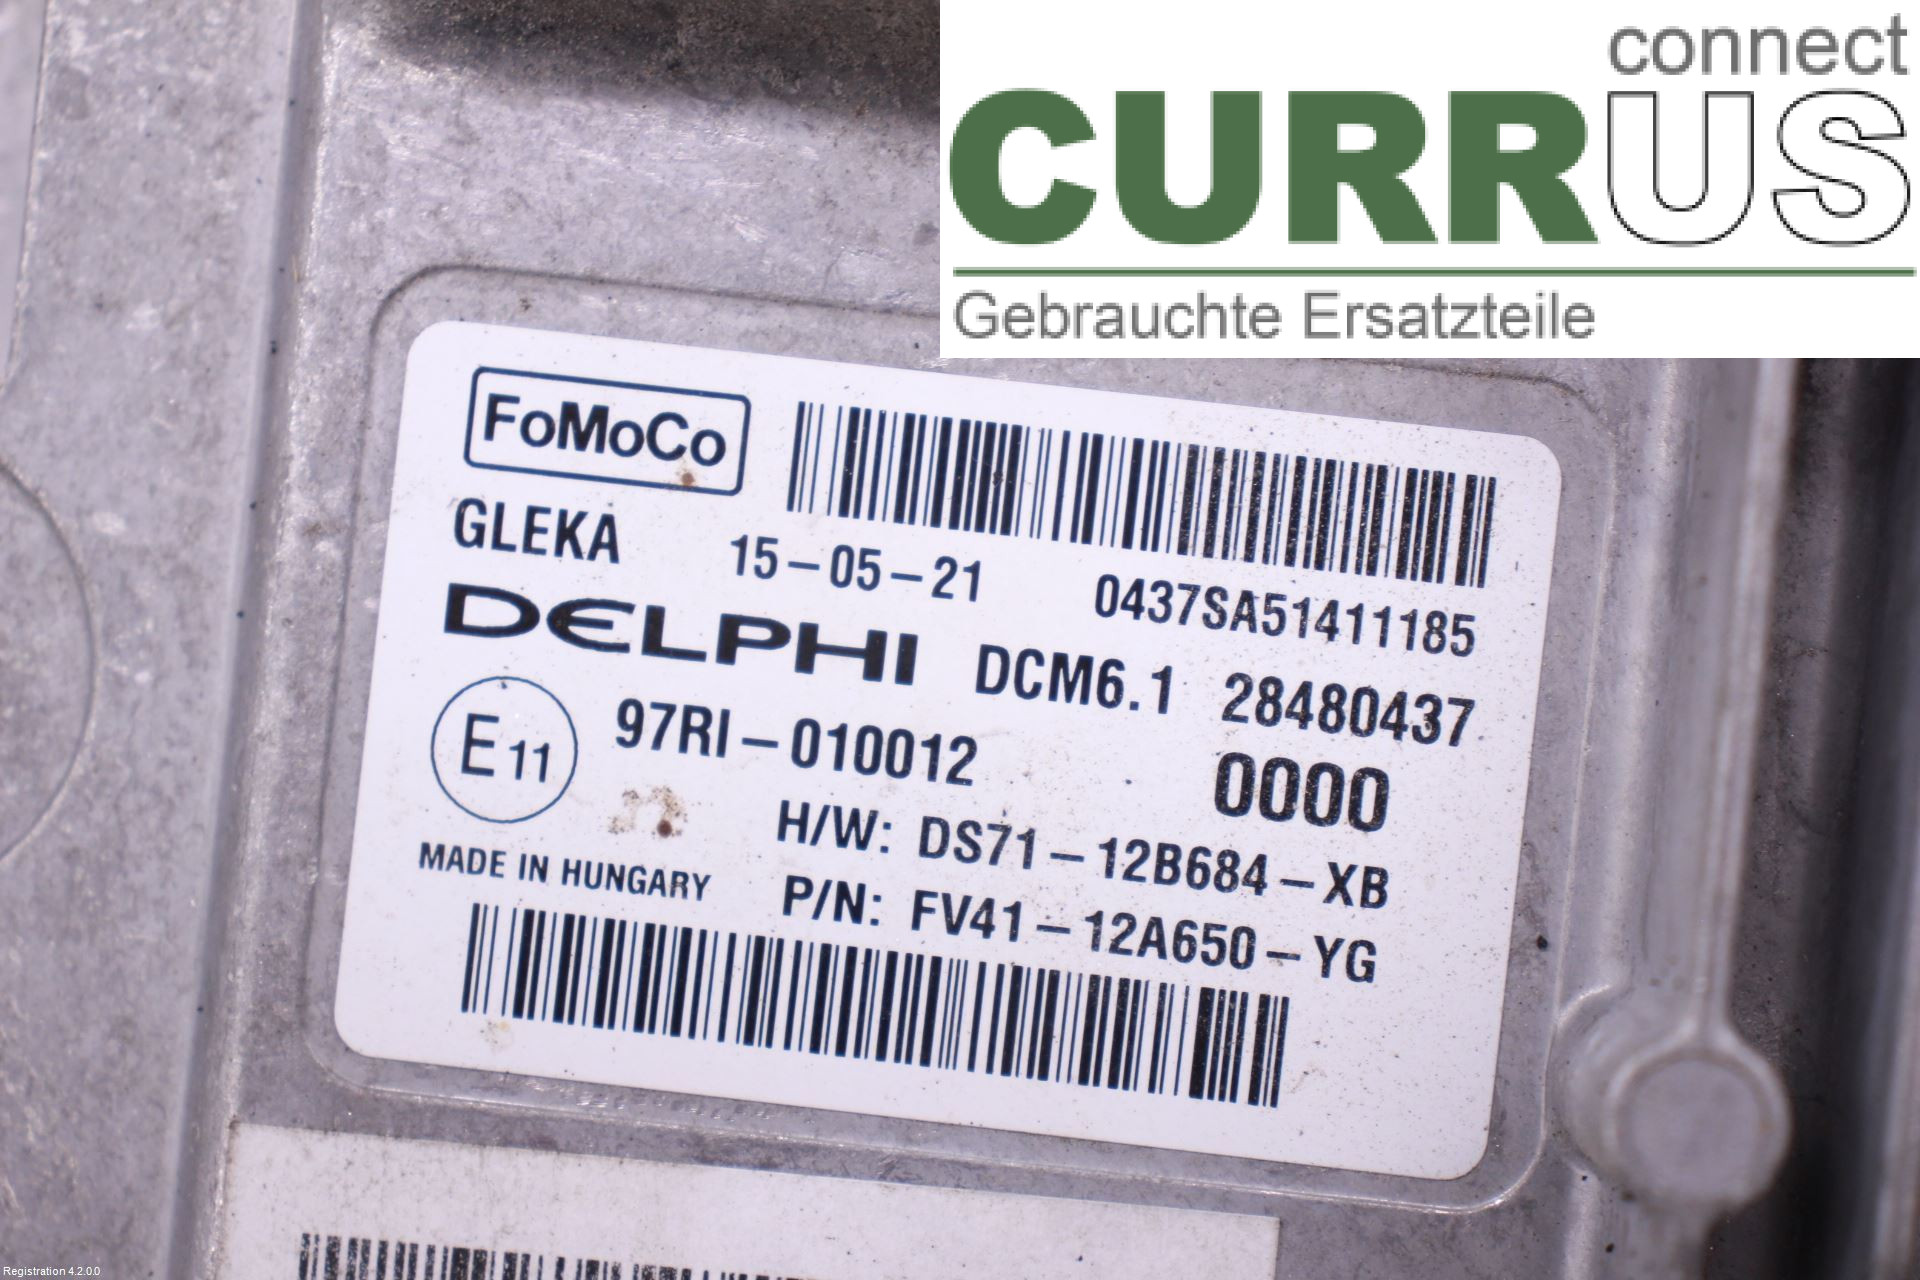 connect
CURRUS
Gebrauchte Ersatzteile
FoMoCo
GLEKA 15-05-21 0437SA51411185
DELPHI DCM6.1 28480437
E11 97RI-010012 0000
H/W: DS71-12B684-XB
MADE IN HUNGARY P/N: FV41-12A650-YG
Registration 4.2.0.0